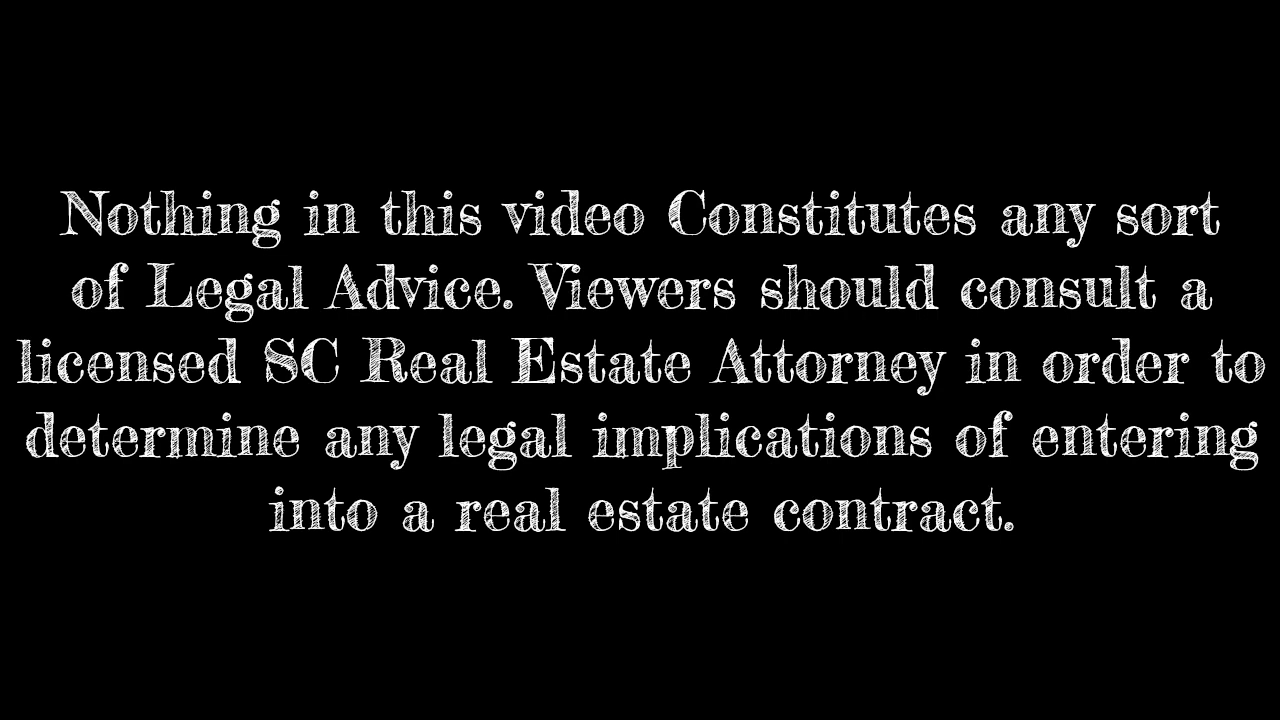 Nothing in this video Constitutes any sort
of Legal Advice. Viewers should consult a
licensed SC Real Estate Attorney in order to
determine any legal implications of entering
into a real estate contract.